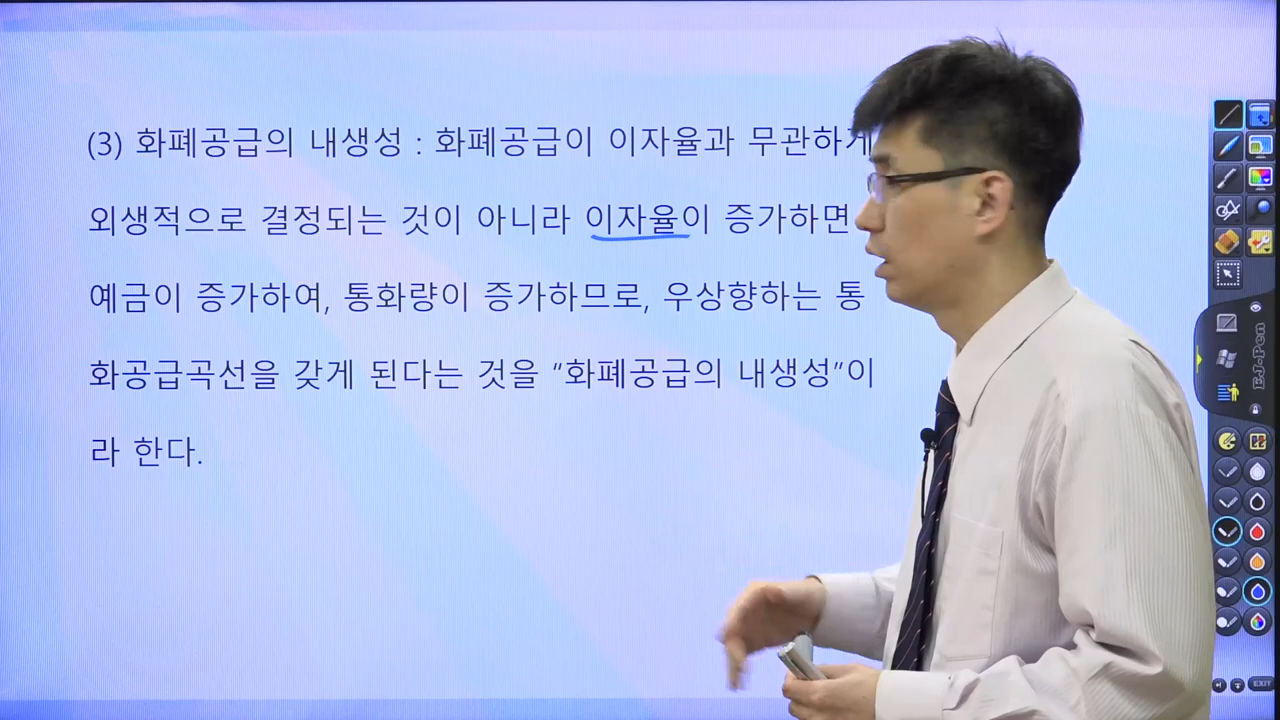 (3) 화폐공급의 내생성 : 화폐공급이 이자율과 무관하게
외생적으로 결정되는 것이 아니라 이자율이 증가하면
예금이 증가하여, 통화량이 증가하므로, 우상향하는 통
화공급곡선을 갖게 된다는 것을 “화폐공급의 내생성”이
라 한다.
EJ-Pen
EXIT